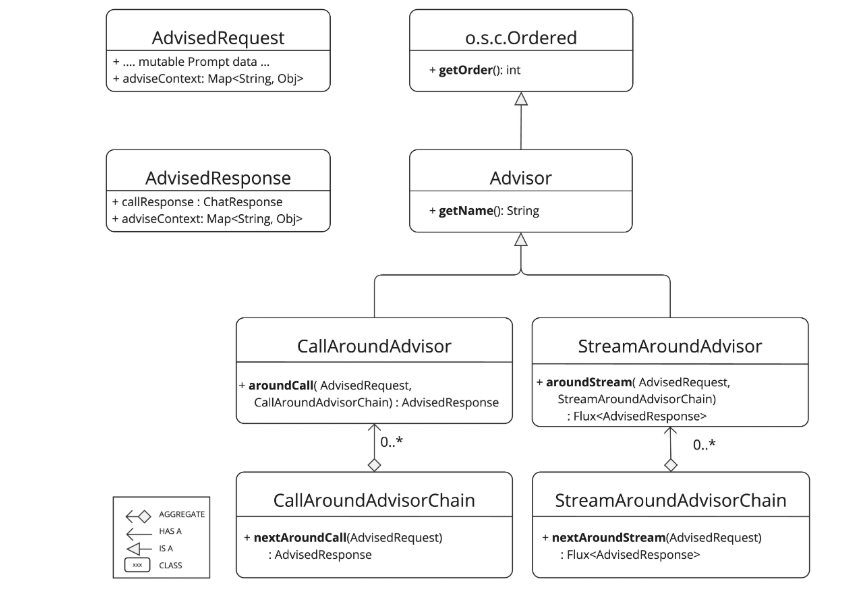 AdvisedRequest
+ .... mutable Prompt data ...
+ adviseContext: Map<String, Obj>
o.s.c.Ordered
+ getOrder(): int
AdvisedResponse
+ callResponse : ChatResponse
+ adviseContext: Map<String, Obj>
Advisor
+ getName(): String
CallAroundAdvisor
+ aroundCall( AdvisedRequest,
CallAroundAdvisorChain) : AdvisedResponse
StreamAroundAdvisor
+ aroundStream( AdvisedRequest,
StreamAroundAdvisorChain)
: Flux<AdvisedResponse>
0..*
0..*
CallAroundAdvisorChain
+ nextAroundCall(AdvisedRequest)
: AdvisedResponse
StreamAroundAdvisorChain
+ nextAroundStream(AdvisedRequest)
: Flux<AdvisedResponse>
AGGREGATE
HAS A
IS A
xxx
CLASS